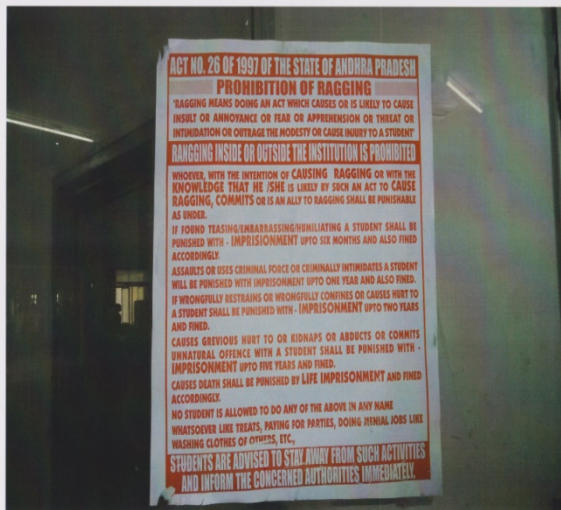 ACT NO. 26 OF 1997 OF THE STATE OF ANDHRA PRADESH
PROHIBITION OF RAGGING
'RAGGING MEANS DOING AN ACT WHICH CAUSES OR IS LIKELY TO CAUSE
INSULT OR ANNOYANCE OR FEAR OR APPREHENSION OR THREAT OR
INTIMIDATION OR OUTRAGE THE MODESTY OR CAUSE INJURY TO A STUDENT'
RANGGING INSIDE OR OCTSIDE THE INSTITUTION IS PROHIBITED
WHOEVER, WITH THE INTENTION OF CAUSING RAGGING OR WITH THE
KNOWLEDGE THAT HE /SHE IS LIKELY BY SUCH AN ACT TO CAUSE
RAGGING, COMMITS OR IS AN ALLY TO RAGGING SHALL BE PUNISHABLE
AS UNDER.
IF FOUND TEASING/EMBARRASSING/HUMILIATING A STUDENT SHALL BE
PUNISHED WITH - IMPRISIONMENT UPTO SIX MONTHS AND ALSO FINED
ACCORDINGLY.
ASSAULTS OR USES CRIMINAL FORCE OR CRIMINALLY INTIMIDATES A STUDENT
WILL BE PUNISHED WITH IMPRISONMENT UPTO ONE YEAR AND ALSO FINED.
IF WRONGFULLY RESTRAINS OR WRONGFULLY CONFINES OR CAUSES HURT TO
A STUDENT SHALL BE PUNISHED WITH - IMPRISONMENT UPTO TWO YEARS
AND FINED.
CAUSES GREVIOUS HURT TO OR KIDNAPS OR ABDUCTS OR COMMITS
UNNATURAL OFFENCE WITH A STUDENT SHALL BE PUNISHED WITH -
IMPRISONMENT UPTO FIVE YEARS AND FINED.
CAUSES DEATH SHALL BE PUNISHED BY LIFE IMPRISONMENT AND FINED
ACCORDINGLY.
NO STUDENT IS ALLOWED TO DO ANY OF THE ABOVE IN ANY NAME
WHATSOEVER LIKE TREATS, PAYING FOR PARTIES, DOING MENIAL JOBS LIKE
WASHING CLOTHES OF OTHERS, ETC.,
STUDENTS ARE ADVISED TO STAY AWAY FROM SUCH ACTIVITIES
AND INFORM THE CONCERNED AUTHORITIES IMMEDIATELY.